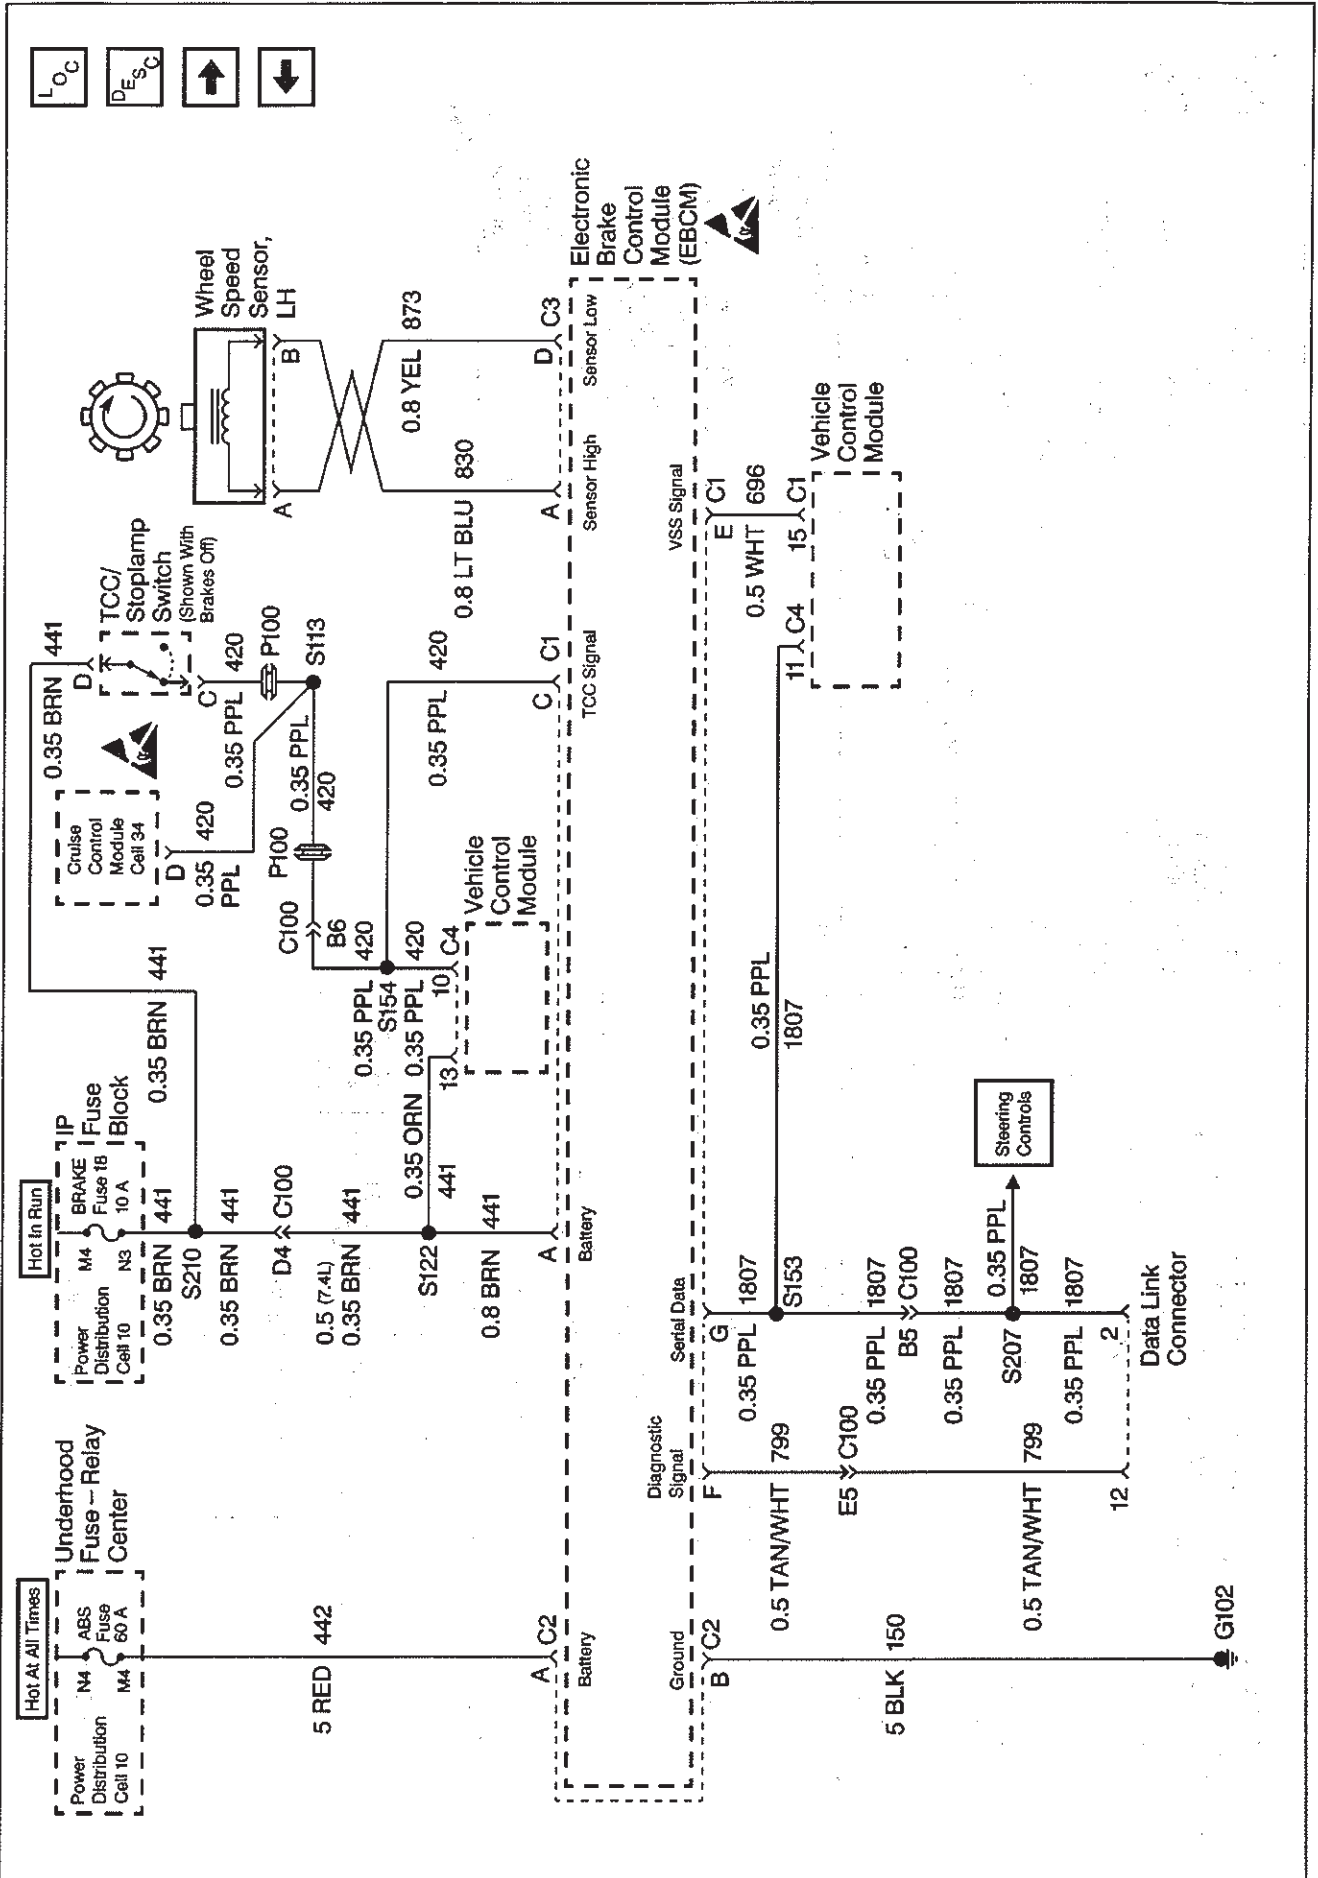 L O C
D E S C
Hot At All Times
Power
Distribution
Cell 10
N4
ABS
Fuse
60 A
M4
Underhood
Fuse – Relay
Center
Hot In Run
Power
Distribution
Cell 10
M4
BRAKE
Fuse 18
10 A
N3
IP
Fuse
Block
0.35 BRN 441
S210
0.35 BRN 441
D4 C100
0.5 (7.4L)
0.35 BRN 441
S122
0.8 BRN 441
A
Battery
0.35 BRN 441
0.35 BRN 441
Cruise
Control
Module
Cell 34
D
0.35 420
PPL
D
TCC/
Stoplamp
Switch
(Shown With
Brakes Off)
C
0.35 PPL 420
P100
S113
0.35 PPL
420
P100
C100
B6
0.35 PPL 420
S154
0.35 PPL 420
10 C4
13
0.35 ORN
441
Vehicle
Control
Module
0.35 PPL 420
C C1
TCC Signal
Wheel
Speed
Sensor,
LH
A
B
0.8 YEL 873
0.8 LT BLU 830
A
D C3
Sensor High
Sensor Low
Electronic
Brake
Control
Module
(EBCM)
5 RED 442
A C2
Battery
Ground
B C2
5 BLK 150
G102
Diagnostic
Signal
F
0.5 TAN/WHT 799
E5 C100
0.5 TAN/WHT 799
12
Serial Data
G
0.35 PPL 1807
S153
0.35 PPL 1807
B5 C100
0.35 PPL 1807
S207
0.35 PPL
1807
Steering
Controls
0.35 PPL 1807
2
Data Link
Connector
0.35 PPL
1807
11 C4
VSS Signal
E C1
0.5 WHT 696
15 C1
Vehicle
Control
Module